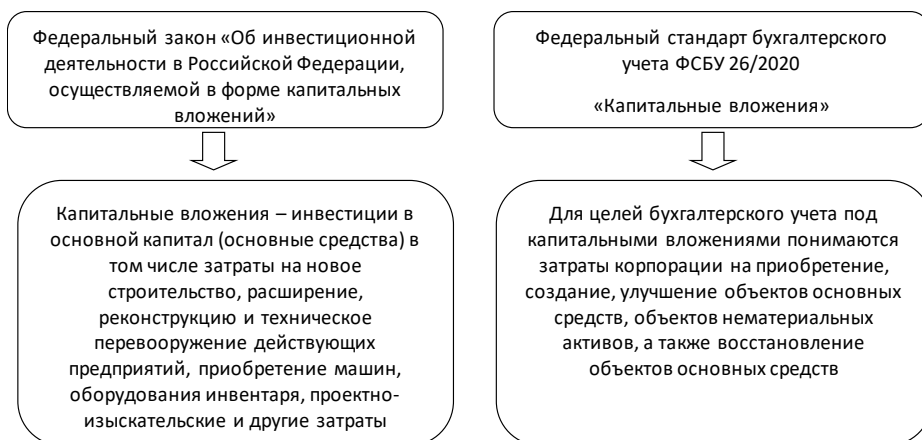 Федеральный закон «Об инвестиционной
деятельности в Российской Федерации,
осуществляемой в форме капитальных
вложений»
Федеральный стандарт бухгалтерского
учета ФСБУ 26/2020
«Капитальные вложения»
Капитальные вложения – инвестиции в
основной капитал (основные средства) в
том числе затраты на новое
строительство, расширение,
реконструкцию и техническое
перевооружение действующих
предприятий, приобретение машин,
оборудования инвентаря, проектно-
изыскательские и другие затраты
Для целей бухгалтерского учета под
капитальными вложениями понимаются
затраты корпорации на приобретение,
создание, улучшение объектов основных
средств, объектов нематериальных
активов, а также восстановление
объектов основных средств